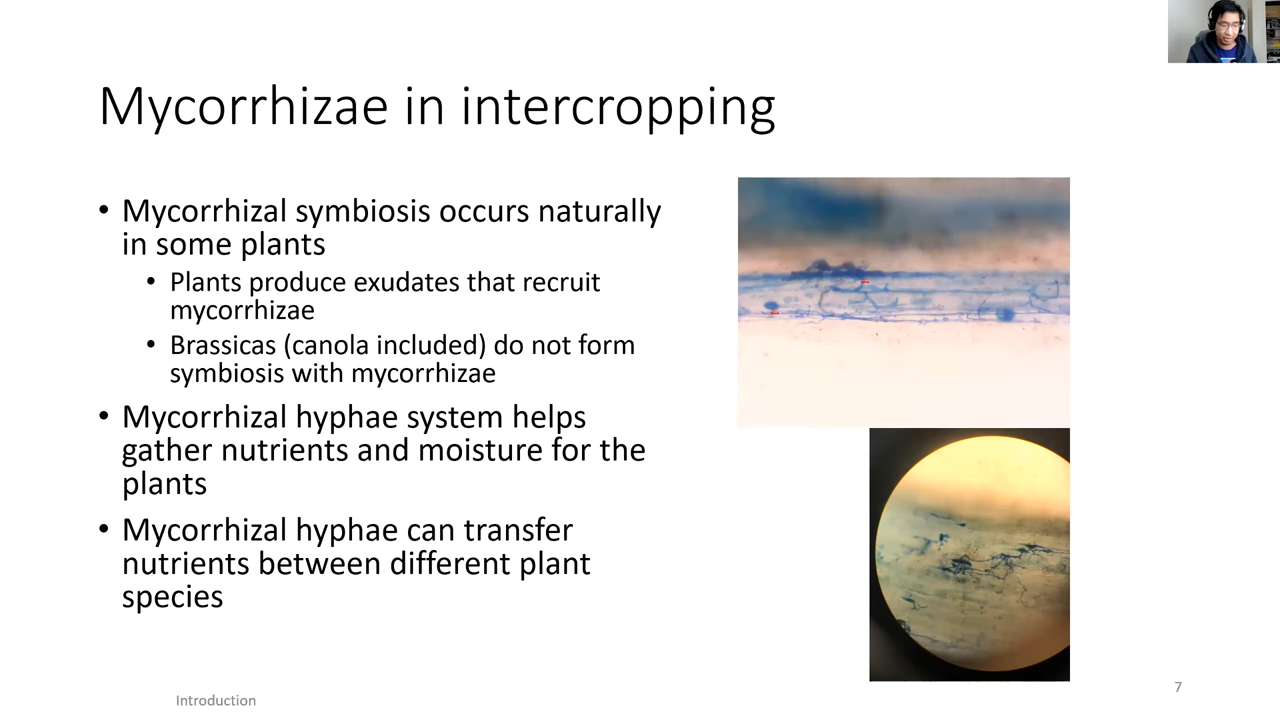 Mycorrhizae in intercropping
• Mycorrhizal symbiosis occurs naturally
in some plants
• Plants produce exudates that recruit
mycorrhizae
• Brassicas (canola included) do not form
symbiosis with mycorrhizae
• Mycorrhizal hyphae system helps
gather nutrients and moisture for the
plants
• Mycorrhizal hyphae can transfer
nutrients between different plant
species
Introduction
7